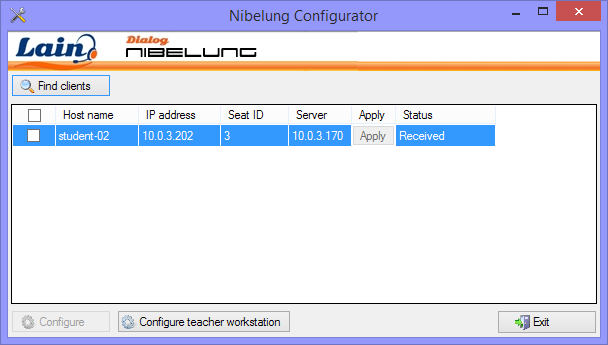 Nibelung Configurator
Lain
Dialog
NIBELUNG
Find clients
Host name IP address Seat ID Server Apply Status
student-02 10.0.3.202 3 10.0.3.170 Apply Received
Configure Configure teacher workstation Exit